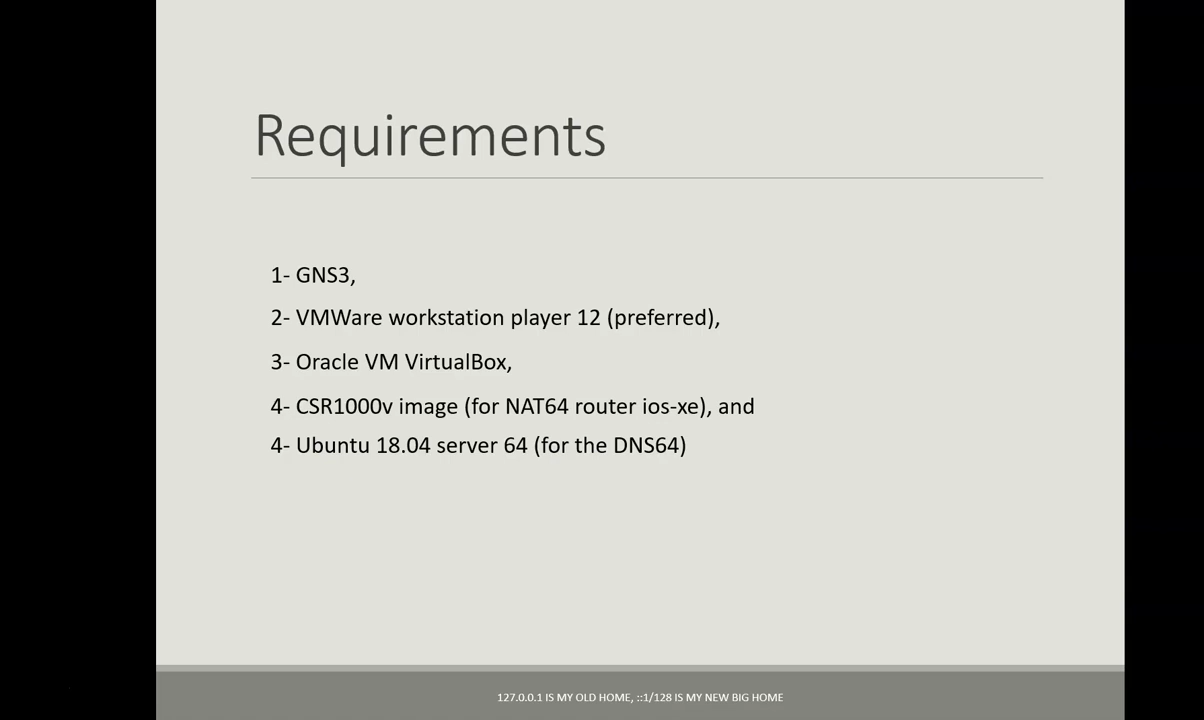 Requirements
1- GNS3,
2- VMWare workstation player 12 (preferred),
3- Oracle VM VirtualBox,
4- CSR1000v image (for NAT64 router ios-xe), and
4- Ubuntu 18.04 server 64 (for the DNS64)
127.0.0.1 IS MY OLD HOME, ::1/128 IS MY NEW BIG HOME